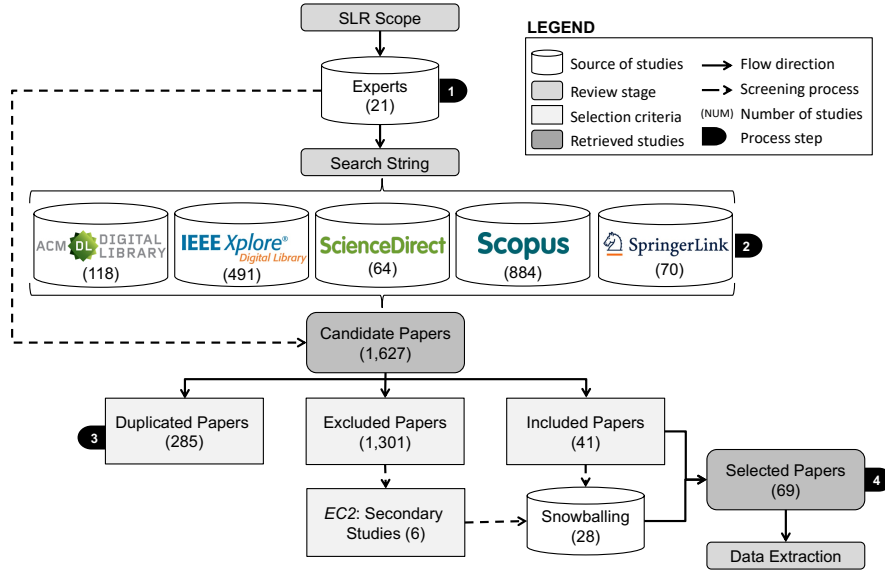 SLR Scope
Experts
(21)
1
Search String
LEGEND
Source of studies
Review stage
Selection criteria
Retrieved studies
Flow direction
Screening process
(NUM) Number of studies
Process step
ACM DL DIGITAL LIBRARY
(118)
IEEE Xplore®
Digital Library
(491)
ScienceDirect
(64)
Scopus
(884)
SpringerLink
(70)
2
Candidate Papers
(1,627)
3
Duplicated Papers
(285)
Excluded Papers
(1,301)
Included Papers
(41)
EC2: Secondary
Studies (6)
Snowballing
(28)
Selected Papers
(69)
4
Data Extraction